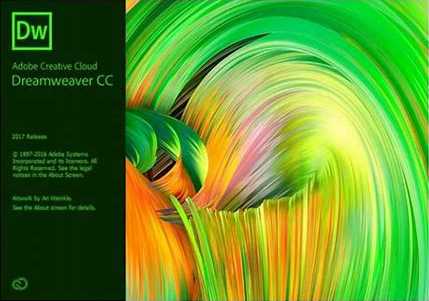 Dw
Adobe Creative Cloud
Dreamweaver CC
2017 Release
© 1997-2016 Adobe Systems
Incorporated and its licensors. All
Rights Reserved. See the legal
notices in the About Screen.
Artwork by Ari Weinkle.
See the About screen for details.